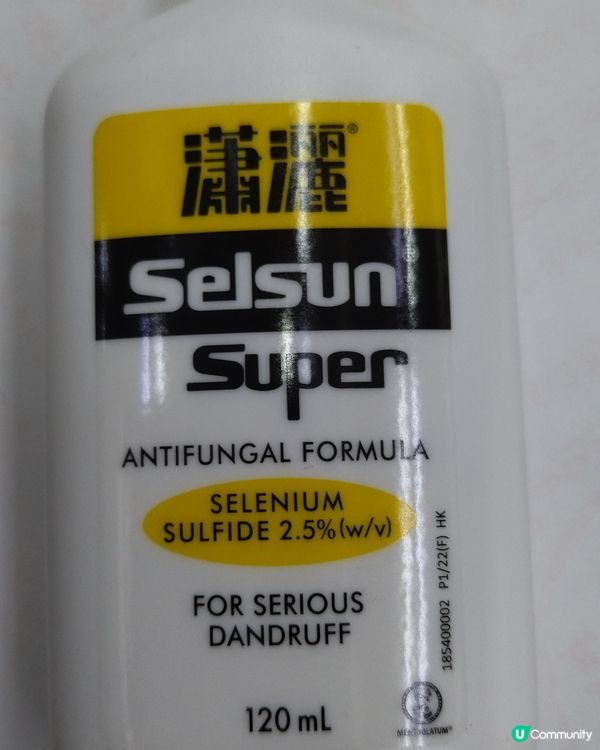 瀟灑®
Selsun®
Super
ANTIFUNGAL FORMULA
SELENIUM
SULFIDE 2.5%(w/v)
FOR SERIOUS
DANDRUFF
120 mL
185400002 P1/22(F) HK
MENTHOLATUM®
U Community